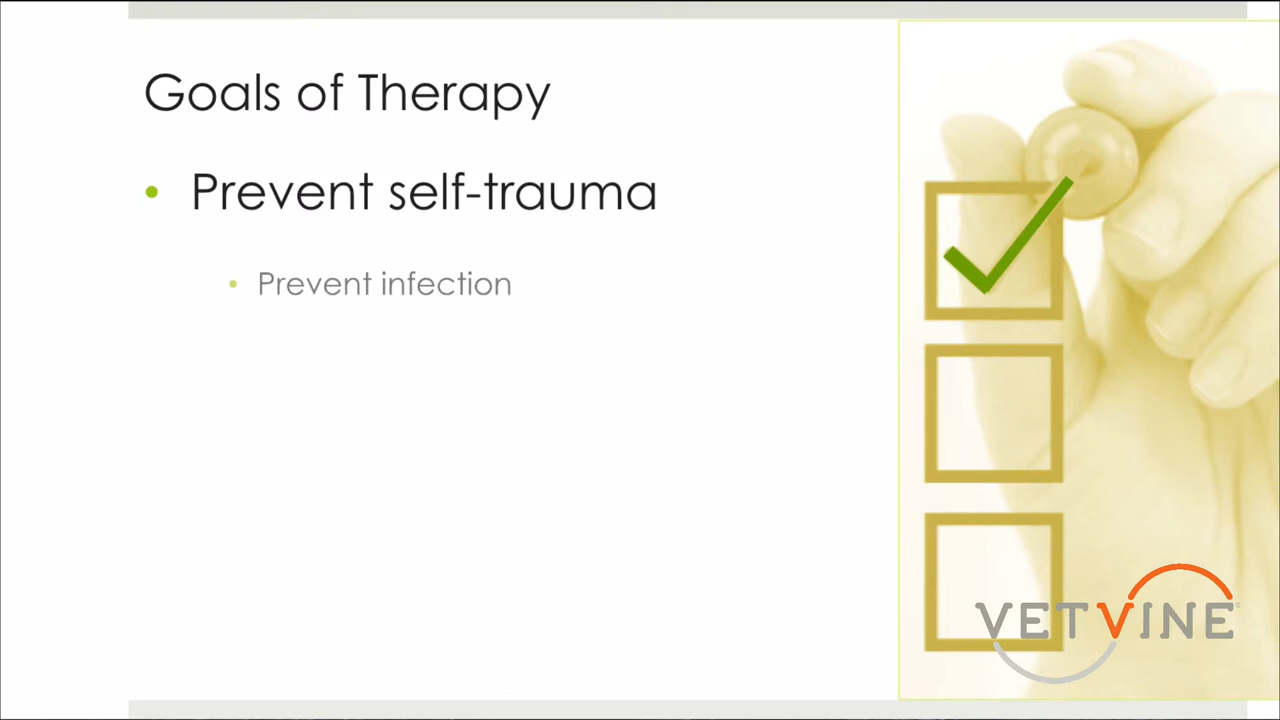 Goals of Therapy
• Prevent self-trauma
• Prevent infection
VETVINE